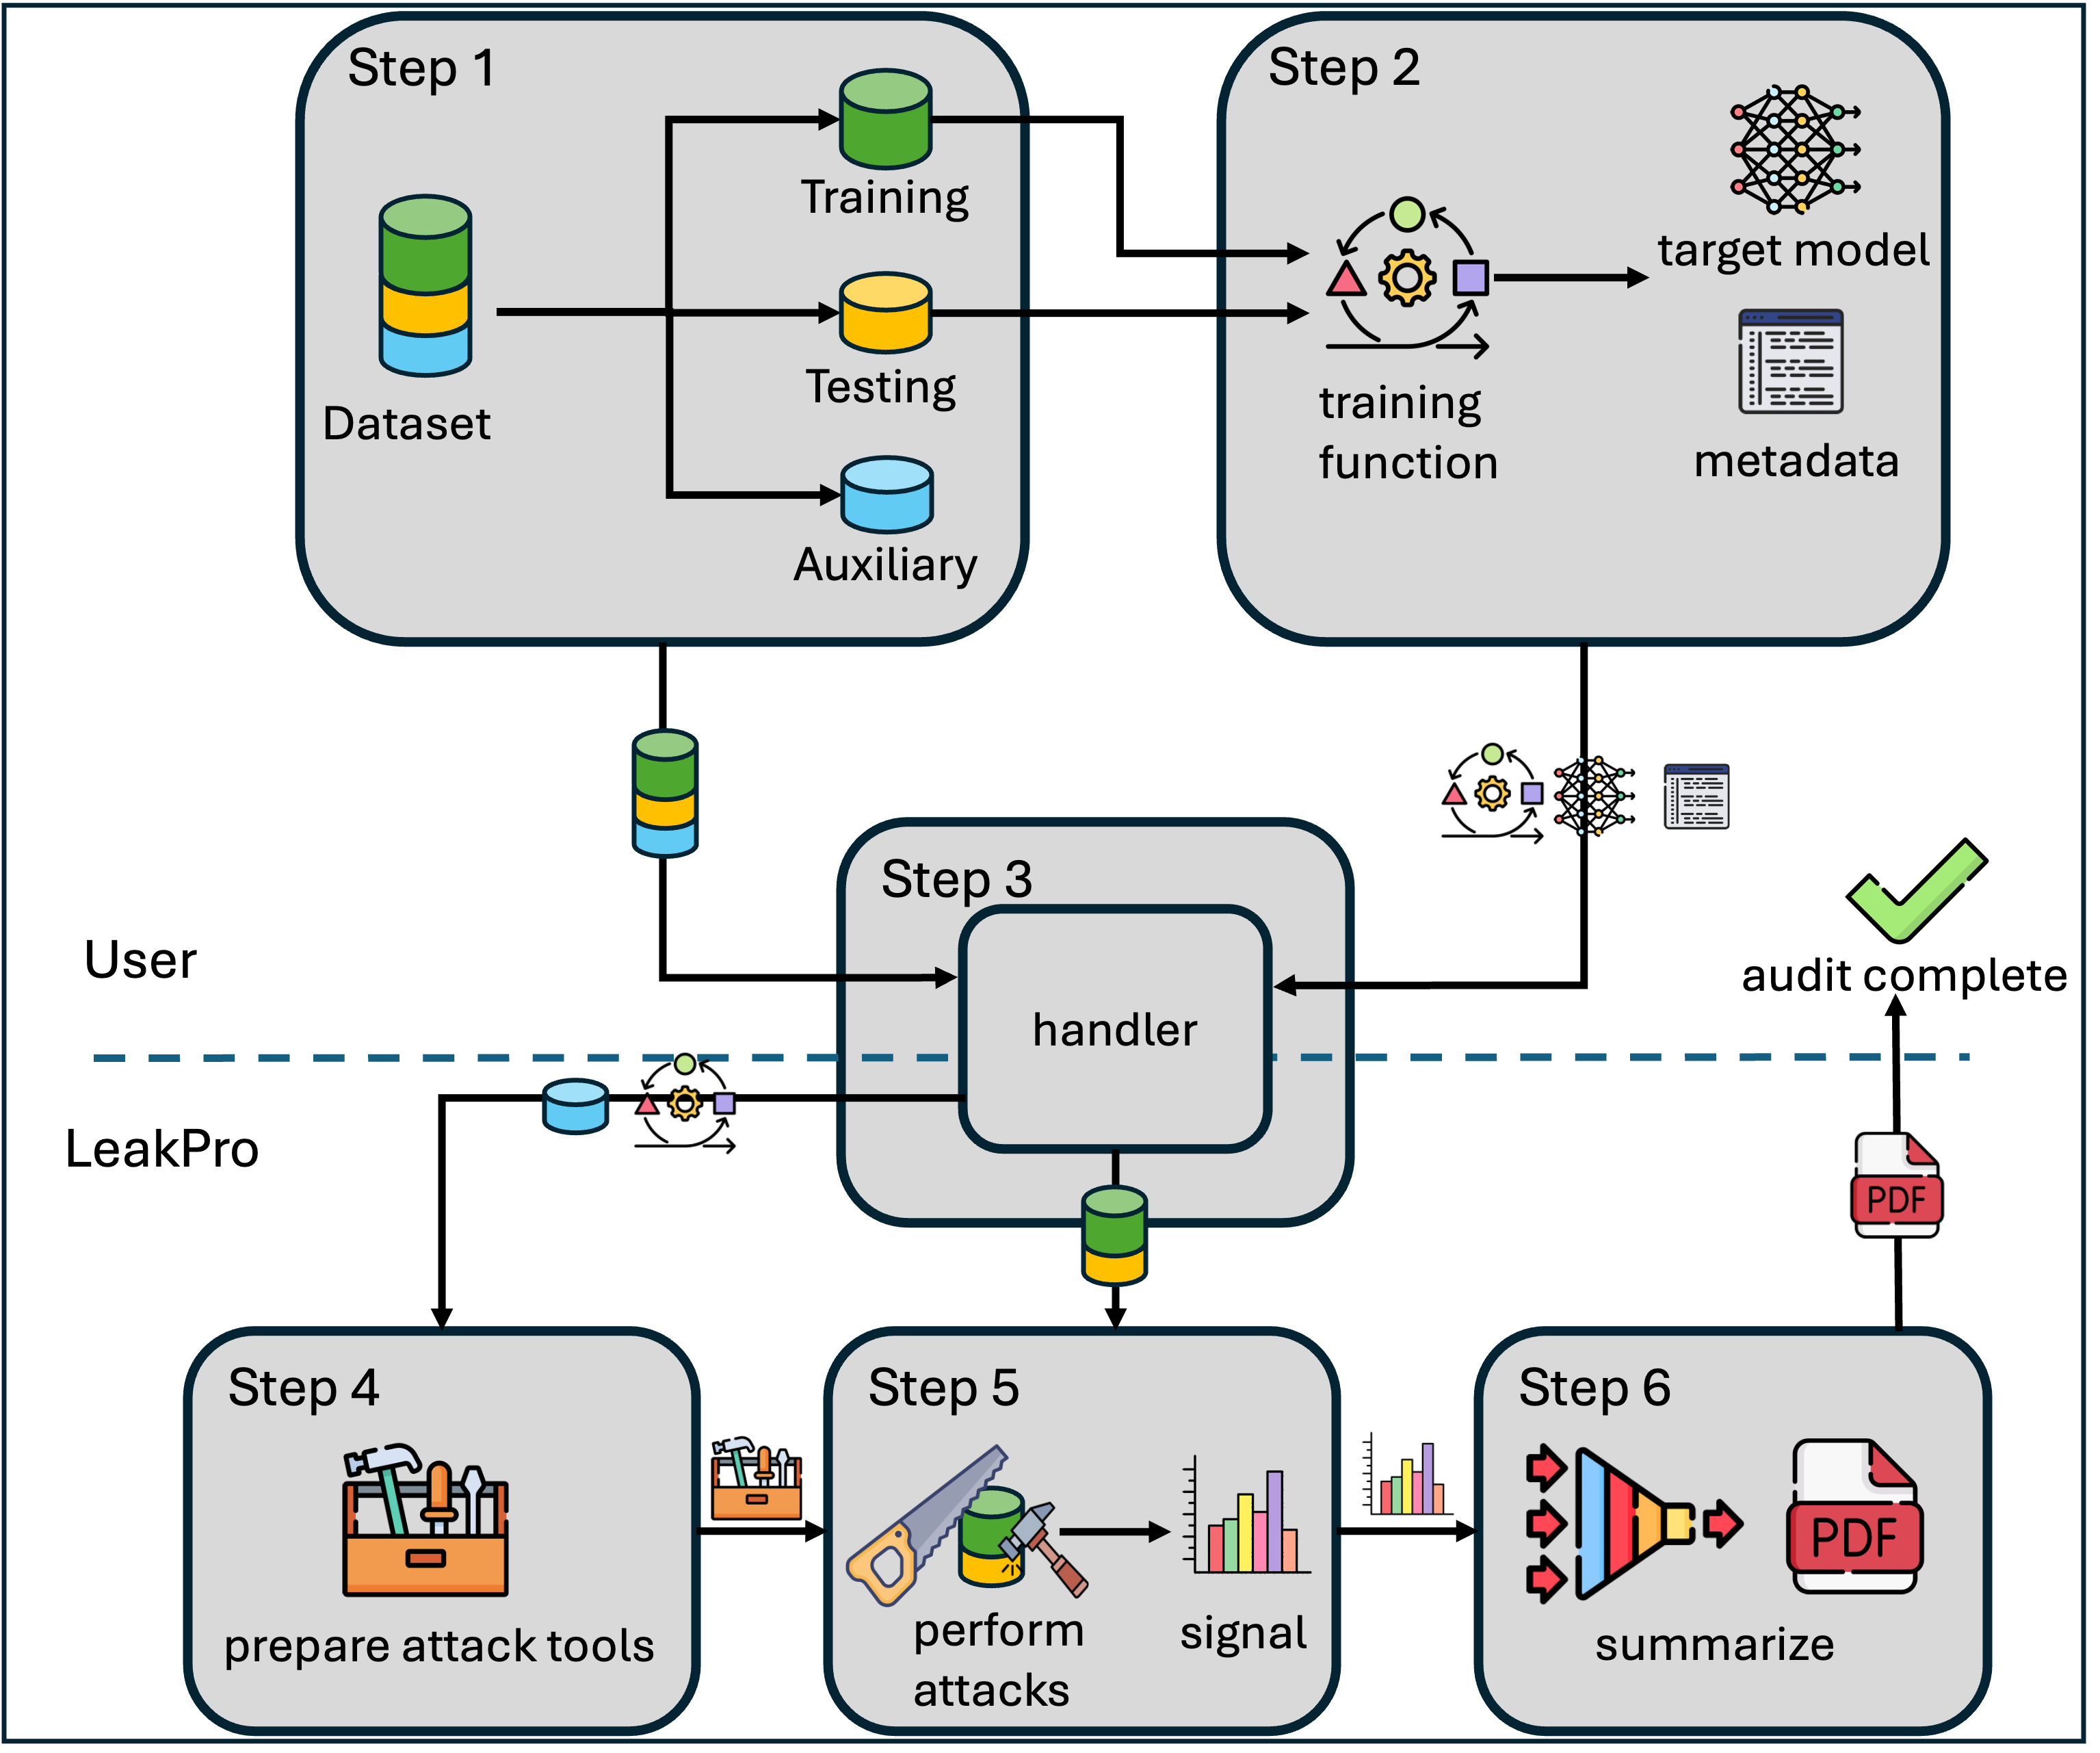 Step 1
Training
Testing
Dataset
Auxiliary
Step 2
target model
training
function
metadata
Step 3
handler
User
LeakPro
audit complete
PDF
Step 4
prepare attack tools
Step 5
perform
attacks
signal
Step 6
PDF
summarize